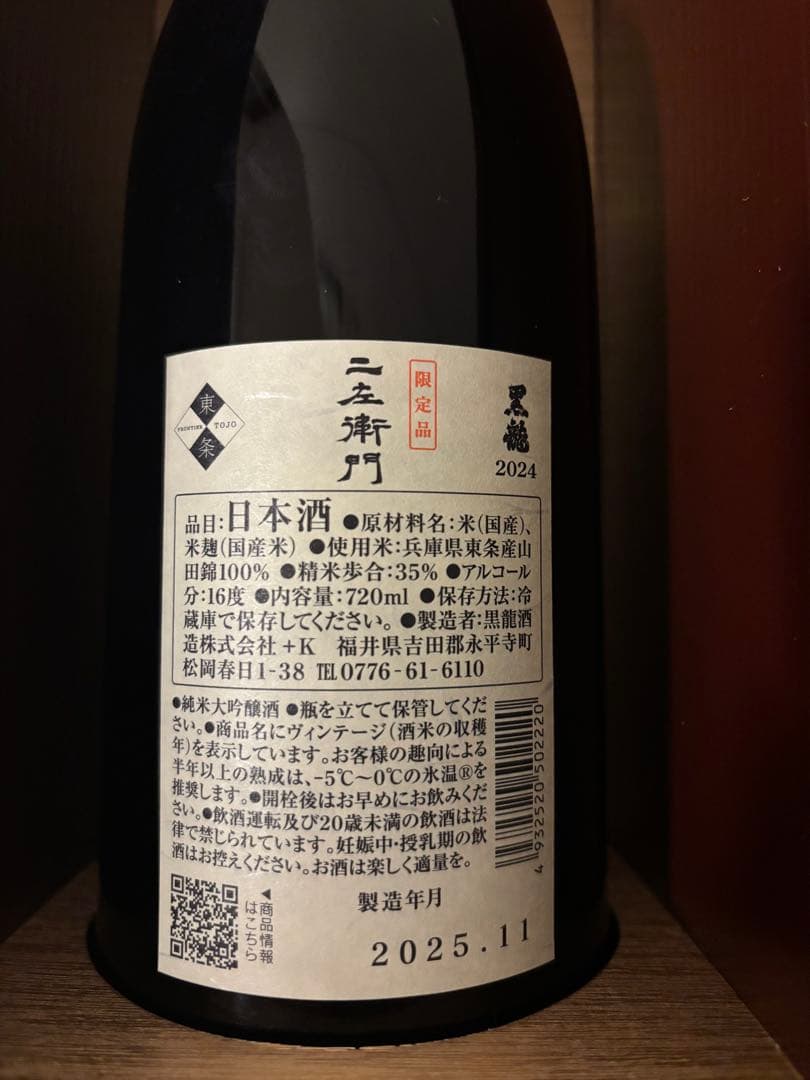 限定品
二左衛門
黒龍
2024
東条
FRONTIER TOJO
品目:日本酒 ●原材料名:米(国産)、
米麹(国産米) ●使用米:兵庫県東条産山
田錦100% ●精米歩合:35% ●アルコール
分:16度 ●内容量:720ml ●保存方法:冷
蔵庫で保存してください。 ●製造者:黒龍酒
造株式会社+K 福井県吉田郡永平寺町
松岡春日1-38 TEL0776-61-6110
●純米大吟醸酒 ●瓶を立てて保管してくだ
さい。●商品名にヴィンテージ(酒米の収穫
年)を表示しています。お客様の趣向による
半年以上の熟成は、-5℃~0℃の氷温®を
推奨します。●開栓後はお早めにお飲みくだ
さい。●飲酒運転及び20歳未満の飲酒は法
律で禁じられています。妊娠中・授乳期の飲
酒はお控えください。お酒は楽しく適量を。
4 932520 502220
◀商品情報
はこちら
製造年月
2025.11